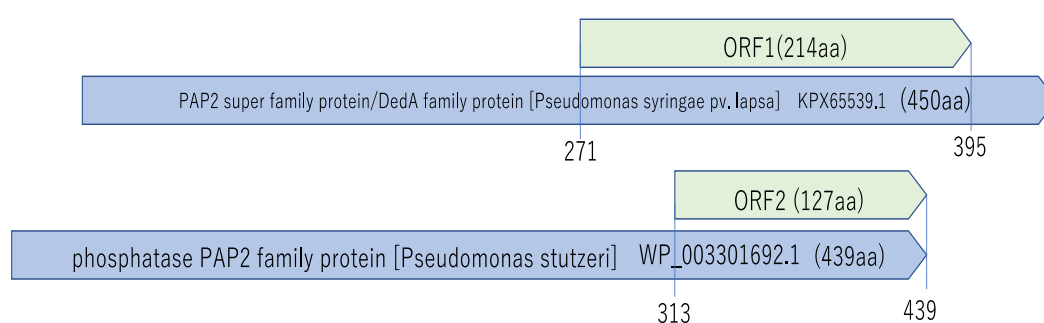 ORF1(214aa)
PAP2 super family protein/DedA family protein [Pseudomonas syringae pv. lapsa] KPX65539.1 (450aa)
271 395
ORF2 (127aa)
phosphatase PAP2 family protein [Pseudomonas stutzeri] WP_003301692.1 (439aa)
313 439